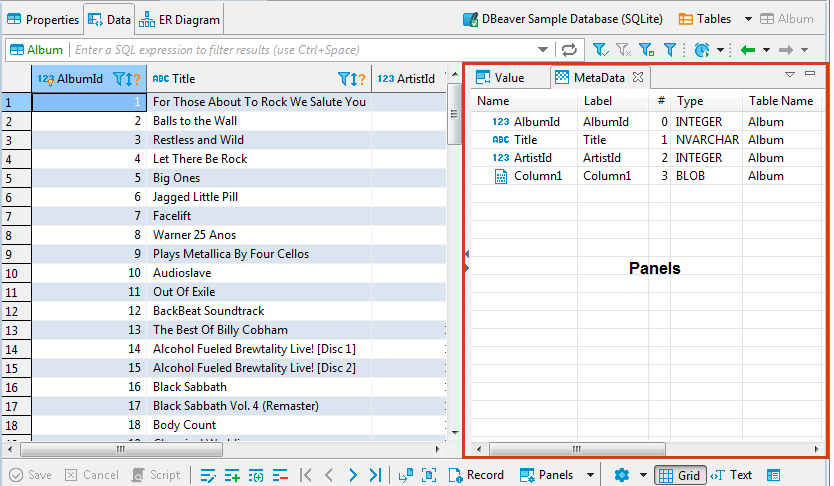 Properties Data ER Diagram DBeaver Sample Database (SQLite) Tables Album
Album Enter a SQL expression to filter results (use Ctrl+Space)
123 AlbumId ABC Title 123 ArtistId
1 1 For Those About To Rock We Salute You
2 2 Balls to the Wall
3 3 Restless and Wild
4 4 Let There Be Rock
5 5 Big Ones
6 6 Jagged Little Pill
7 7 Facelift
8 8 Warner 25 Anos
9 9 Plays Metallica By Four Cellos
10 10 Audioslave
11 11 Out Of Exile
12 12 BackBeat Soundtrack
13 13 The Best Of Billy Cobham
14 14 Alcohol Fueled Brewtality Live! [Disc 1]
15 15 Alcohol Fueled Brewtality Live! [Disc 2]
16 16 Black Sabbath
17 17 Black Sabbath Vol. 4 (Remaster)
18 18 Body Count
Value MetaData
Name Label # Type Table Name
123 AlbumId AlbumId 0 INTEGER Album
ABC Title Title 1 NVARCHAR Album
123 ArtistId ArtistId 2 INTEGER Album
Column1 Column1 3 BLOB Album
Panels
Save Cancel Script Record Panels Grid Text